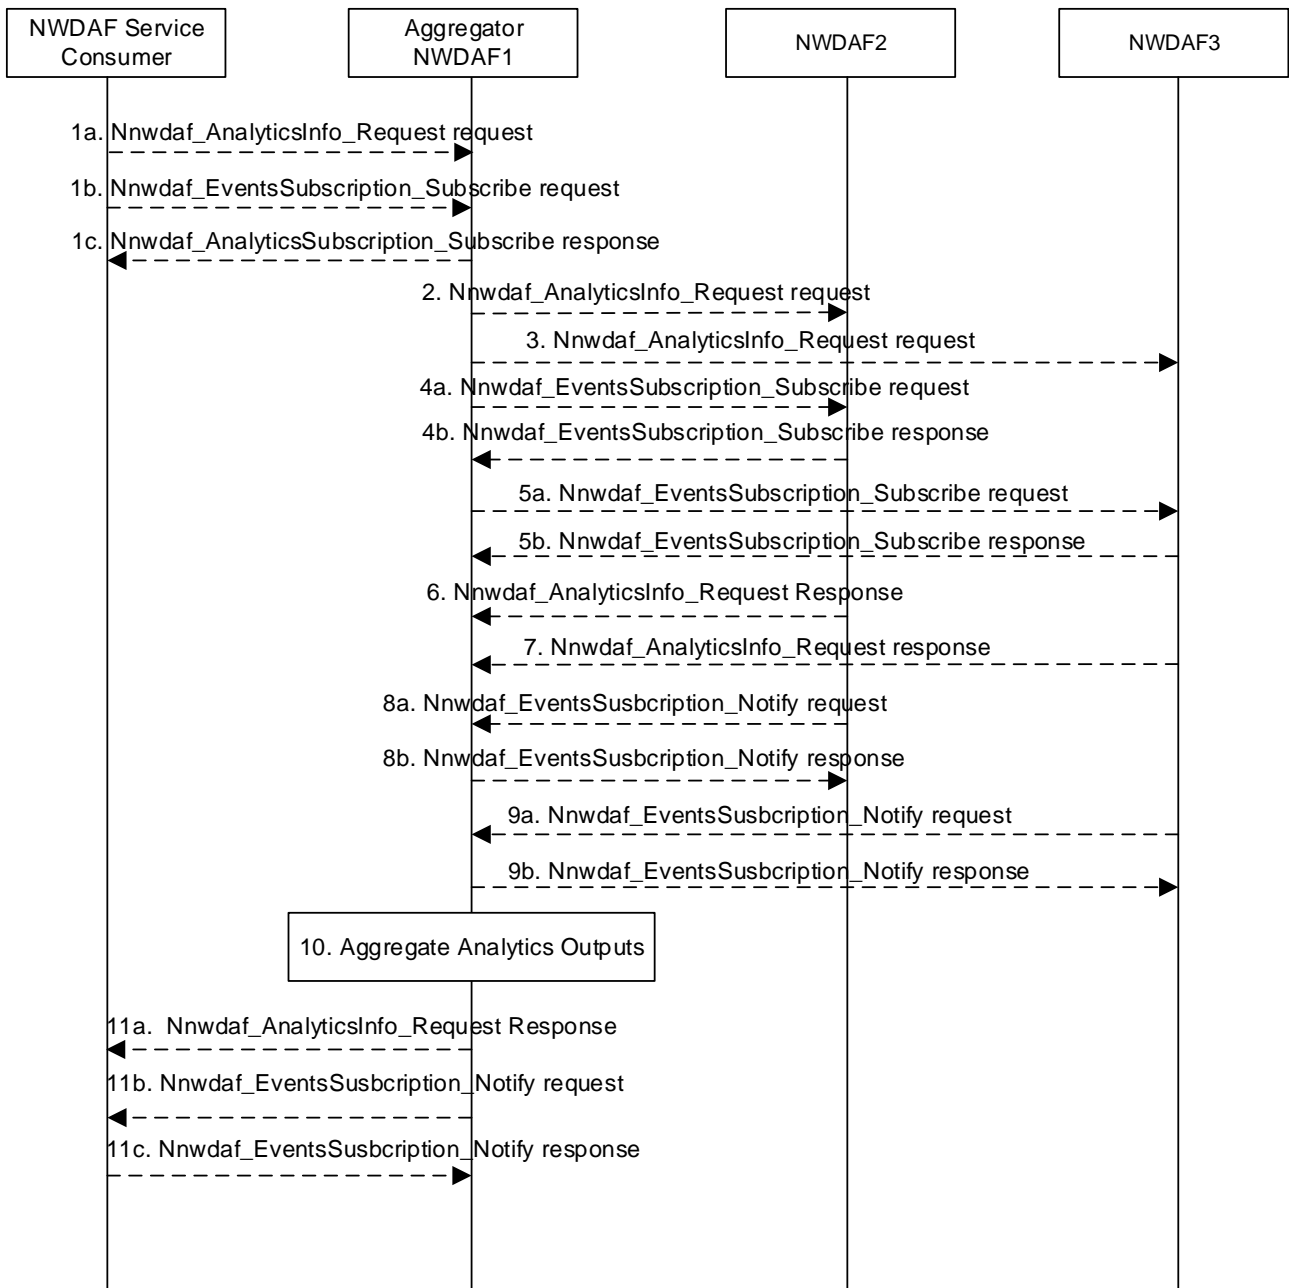 NWDAF Service
Consumer
Aggregator
NWDAF1
NWDAF2
NWDAF3
1a. Nnwdaf_AnalyticsInfo_Request request
1b. Nnwdaf_EventsSubscription_Subscribe request
1c. Nnwdaf_AnalyticsSubscription_Subscribe response
2. Nnwdaf_AnalyticsInfo_Request request
3. Nnwdaf_AnalyticsInfo_Request request
4a. Nnwdaf_EventsSubscription_Subscribe request
4b. Nnwdaf_EventsSubscription_Subscribe response
5a. Nnwdaf_EventsSubscription_Subscribe request
5b. Nnwdaf_EventsSubscription_Subscribe response
6. Nnwdaf_AnalyticsInfo_Request Response
7. Nnwdaf_AnalyticsInfo_Request response
8a. Nnwdaf_EventsSusbcription_Notify request
8b. Nnwdaf_EventsSusbcription_Notify response
9a. Nnwdaf_EventsSusbcription_Notify request
9b. Nnwdaf_EventsSusbcription_Notify response
10. Aggregate Analytics Outputs
11a. Nnwdaf_AnalyticsInfo_Request Response
11b. Nnwdaf_EventsSusbcription_Notify request
11c. Nnwdaf_EventsSusbcription_Notify response